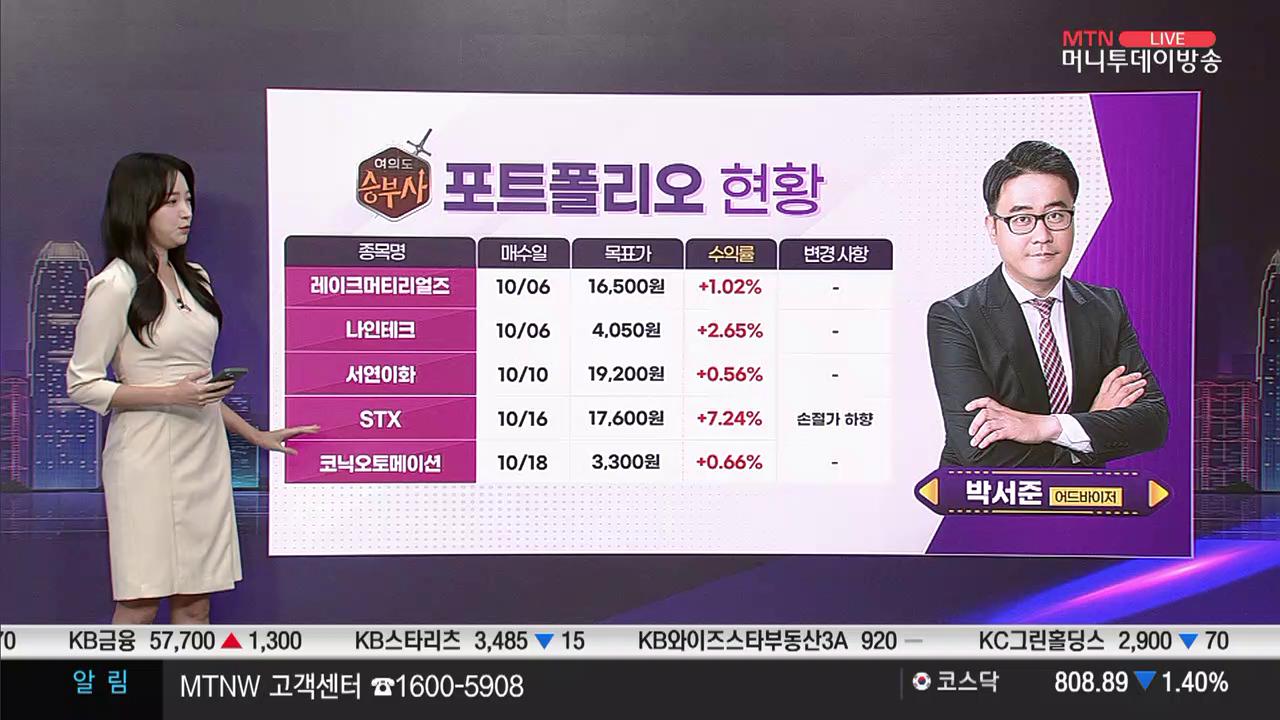 MTN LIVE
머니투데이방송
여의도
승부사
포트폴리오 현황
종목명 매수일 목표가 수익률 변경 사항
레이크머티리얼즈 10/06 16,500원 +1.02% -
나인테크 10/06 4,050원 +2.65% -
서연이화 10/10 19,200원 +0.56% -
STX 10/16 17,600원 +7.24% 손절가 하향
코닉오토메이션 10/18 3,300원 +0.66% -
박서준 어드바이저
70 KB금융 57,700 ▲ 1,300 KB스타리츠 3,485 ▼ 15 KB와이즈스타부동산3A 920 — KC그린홀딩스 2,900 ▼ 70
알림 MTNW 고객센터 ☎1600-5908 코스닥 808.89 ▼ 1.40%